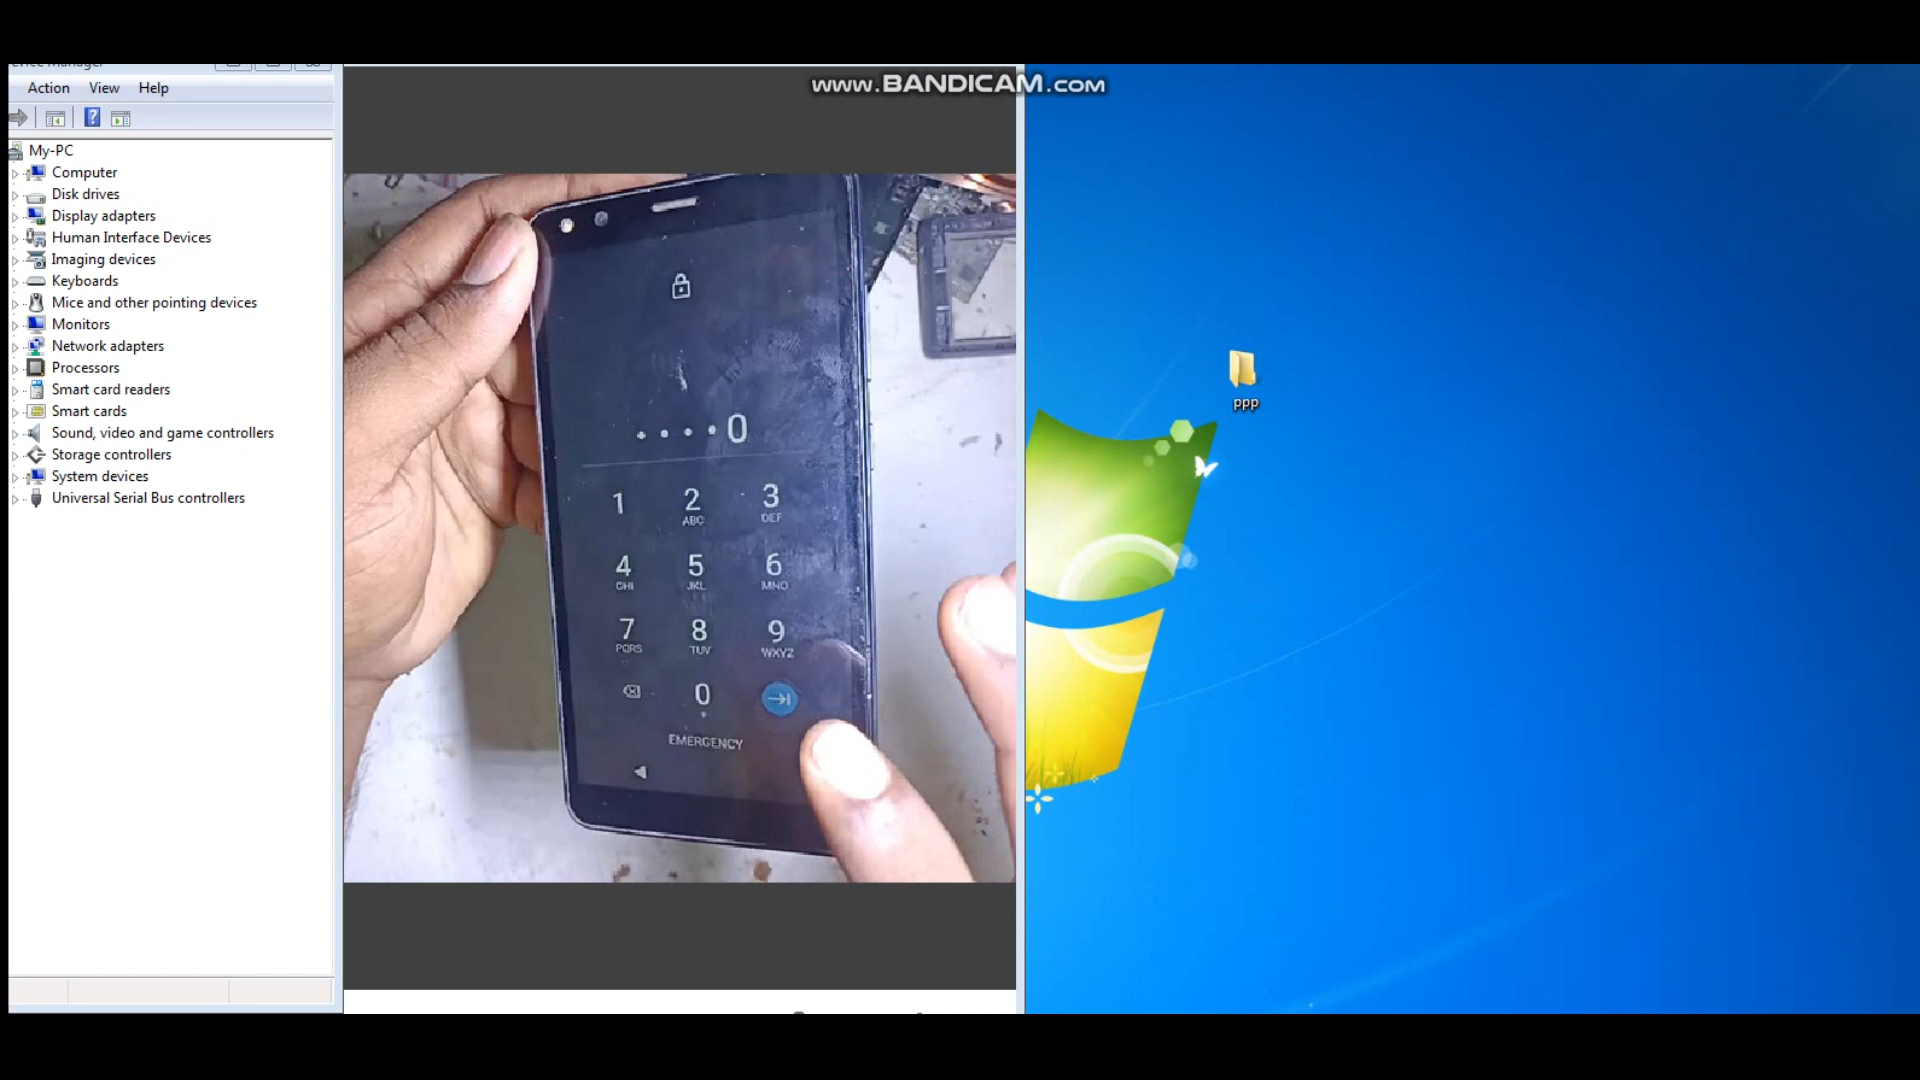 www.BANDICAM.com
Action View Help
My-PC
Computer
Disk drives
Display adapters
Human Interface Devices
Imaging devices
Keyboards
Mice and other pointing devices
Monitors
Network adapters
Processors
Smart card readers
Smart cards
Sound, video and game controllers
Storage controllers
System devices
Universal Serial Bus controllers
....0
1 2 3
ABC DEF
4 5 6
GHI JKL MNO
7 8 9
PQRS TUV WXYZ
0
EMERGENCY
ppp